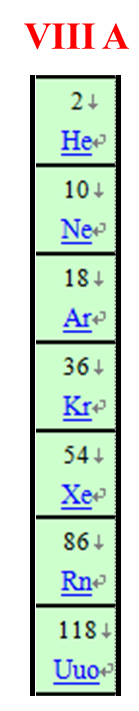 VIII A
2↓
He↵
10↓
Ne↵
18↓
Ar↵
36↓
Kr↵
54↓
Xe↵
86↓
Rn↵
118↓
Uuo↵